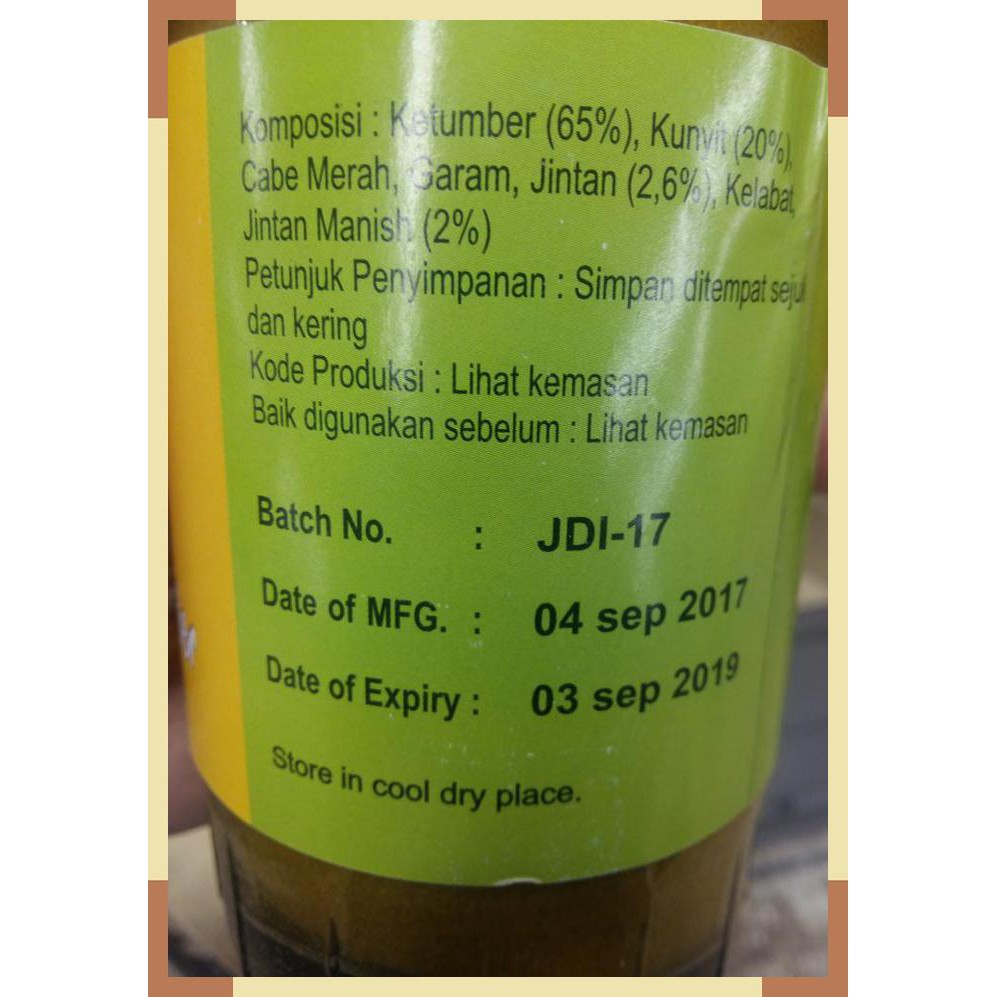 Komposisi : Ketumber (65%), Kunyit (20%),
Cabe Merah, Garam, Jintan (2,6%), Kelabat,
Jintan Manish (2%)
Petunjuk Penyimpanan : Simpan ditempat sejuk
dan kering
Kode Produksi : Lihat kemasan
Baik digunakan sebelum : Lihat kemasan
Batch No. : JDI-17
Date of MFG. : 04 sep 2017
Date of Expiry : 03 sep 2019
Store in cool dry place.